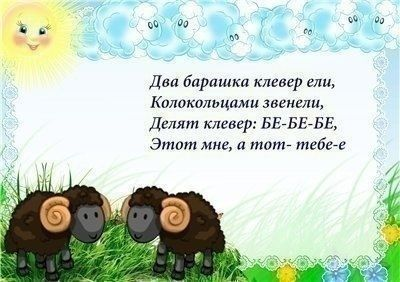 Два барашка клевер ели,
Колокольцами звенели,
Делят клевер: БЕ-БЕ-БЕ,
Этот мне, а тот- тебе-е